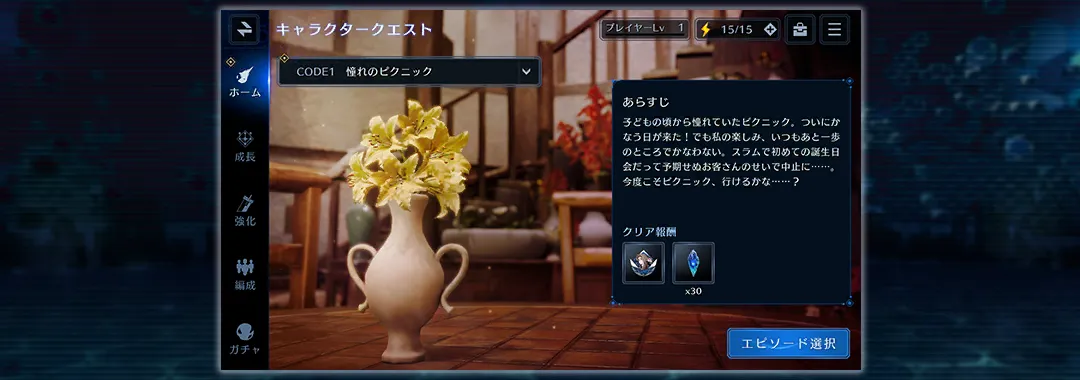 キャラクタークエスト
プレイヤーLv 1
15/15
CODE1 憧れのピクニック
ホーム
成長
強化
編成
ガチャ
あらすじ
子どもの頃から憧れていたピクニック。ついにか
なう日が来た！でも私の楽しみ、いつもあと一歩
のところでかなわない。スラムで初めての誕生日
会だって予期せぬお客さんのせいで中止に……。
今度こそピクニック、行けるかな……？
クリア報酬
x30
エピソード選択